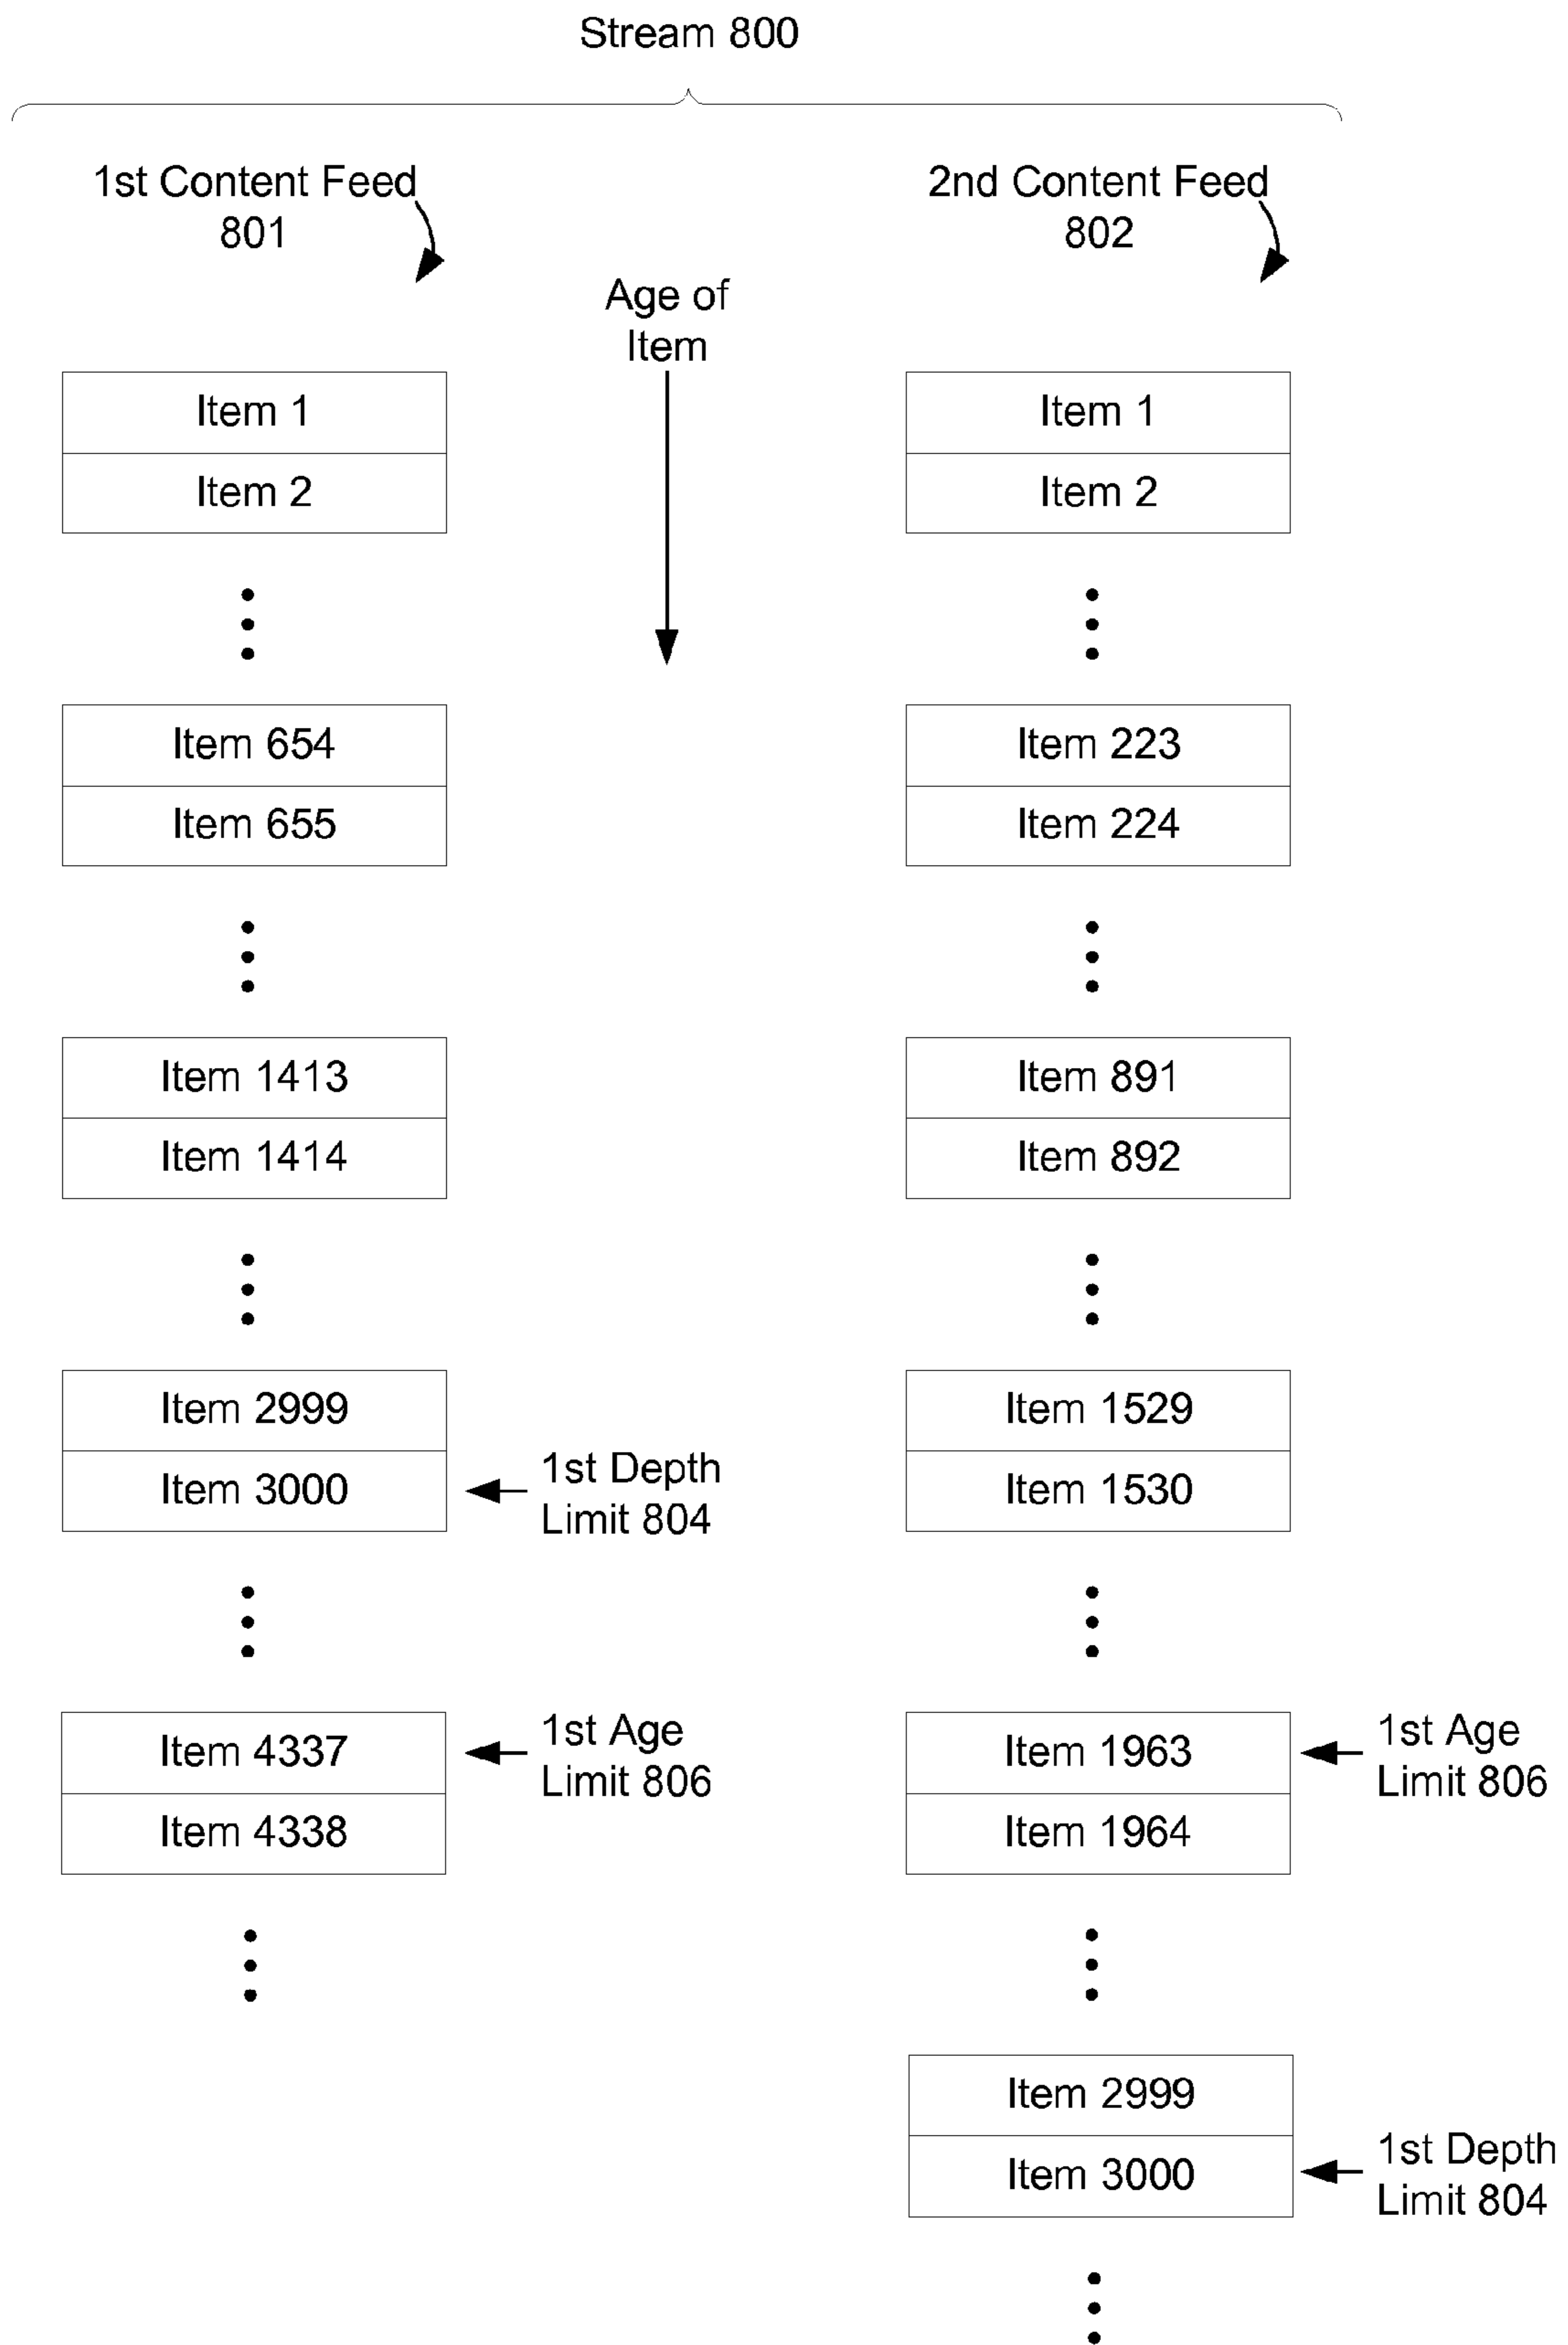 Stream 800
1st Content Feed
801
2nd Content Feed
802
Age of
Item
Item 1
Item 2
Item 1
Item 2
Item 654
Item 655
Item 223
Item 224
Item 1413
Item 1414
Item 891
Item 892
Item 2999
Item 3000
1st Depth
Limit 804
Item 1529
Item 1530
Item 4337
Item 4338
1st Age
Limit 806
Item 1963
Item 1964
1st Age
Limit 806
Item 2999
Item 3000
1st Depth
Limit 804